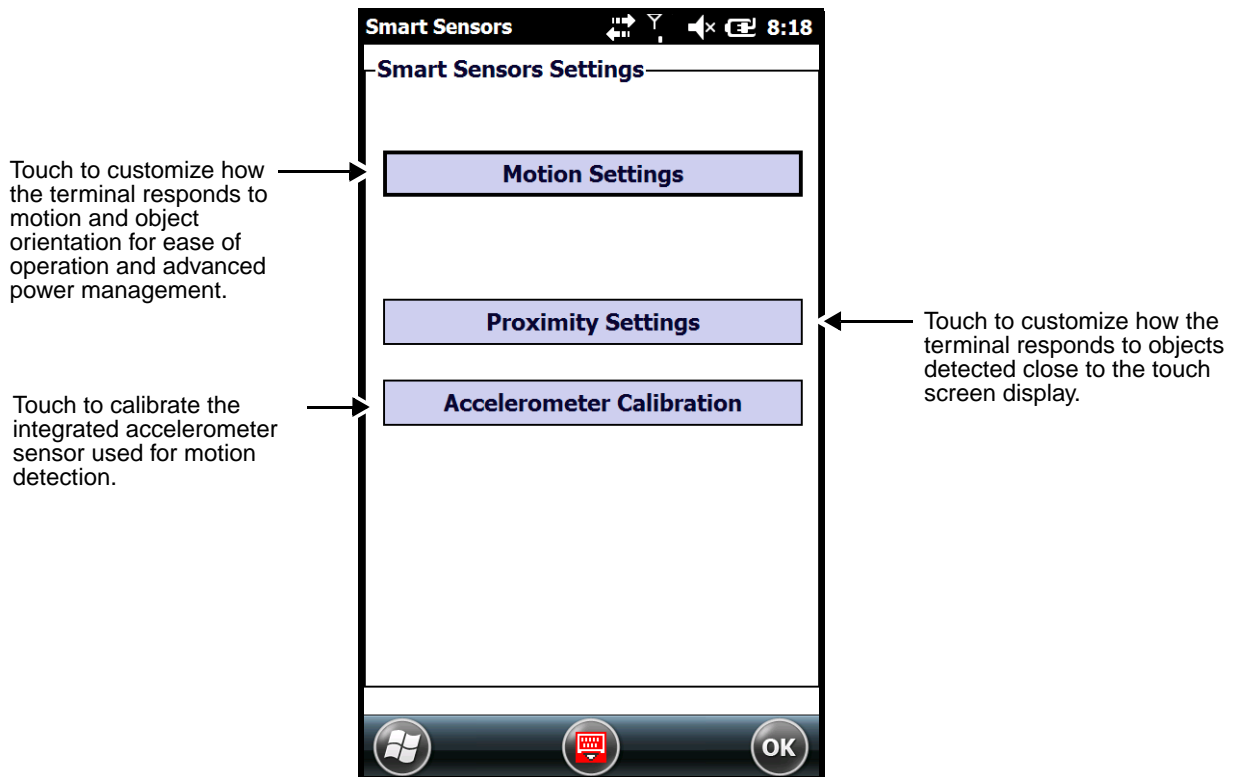 Smart Sensors 8:18
Smart Sensors Settings
Touch to customize how
the terminal responds to
motion and object
orientation for ease of
operation and advanced
power management.
Motion Settings
Proximity Settings
Touch to customize how the
terminal responds to objects
detected close to the touch
screen display.
Touch to calibrate the
integrated accelerometer
sensor used for motion
detection.
Accelerometer Calibration
OK